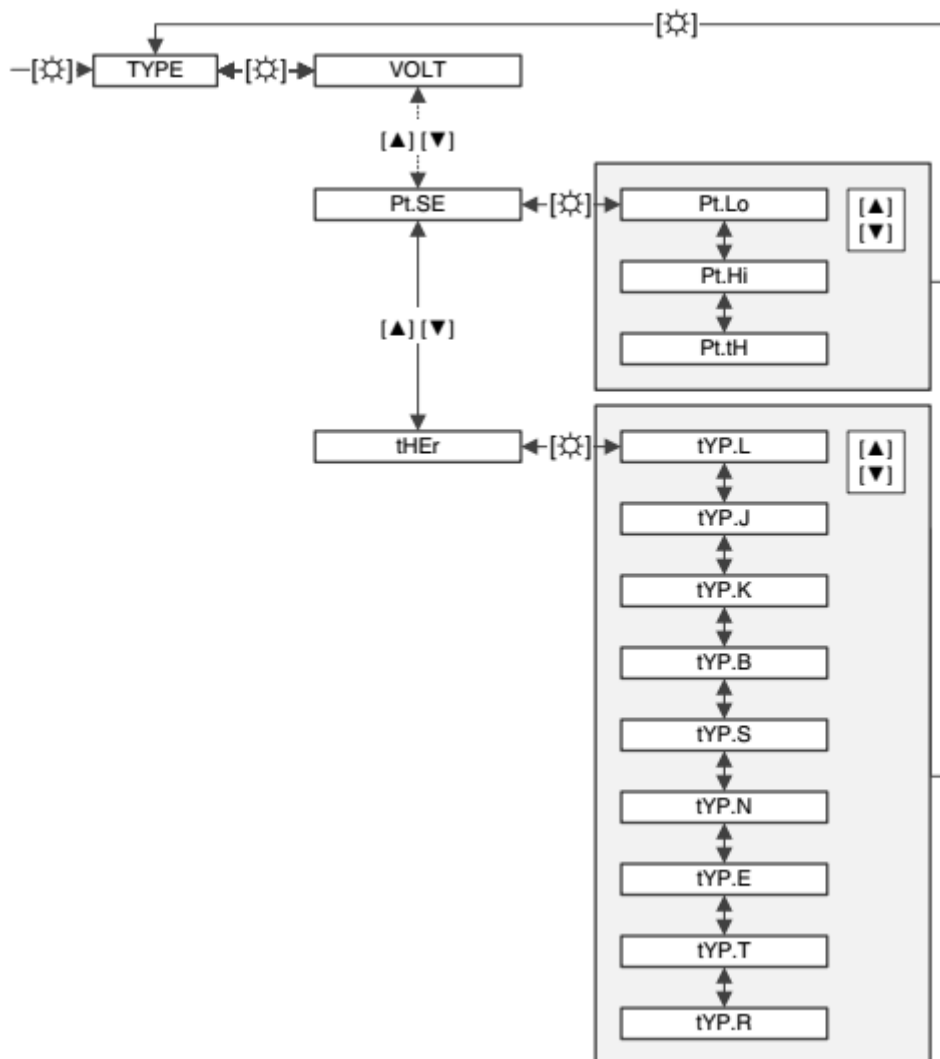 [☼]
[☼] TYPE [☼] VOLT
[▲] [▼]
Pt.SE [☼] Pt.Lo [▲]
[▼]
Pt.Hi
[▲] [▼]
Pt.tH
tHEr [☼] tYP.L [▲]
[▼]
tYP.J
tYP.K
tYP.B
tYP.S
tYP.N
tYP.E
tYP.T
tYP.R